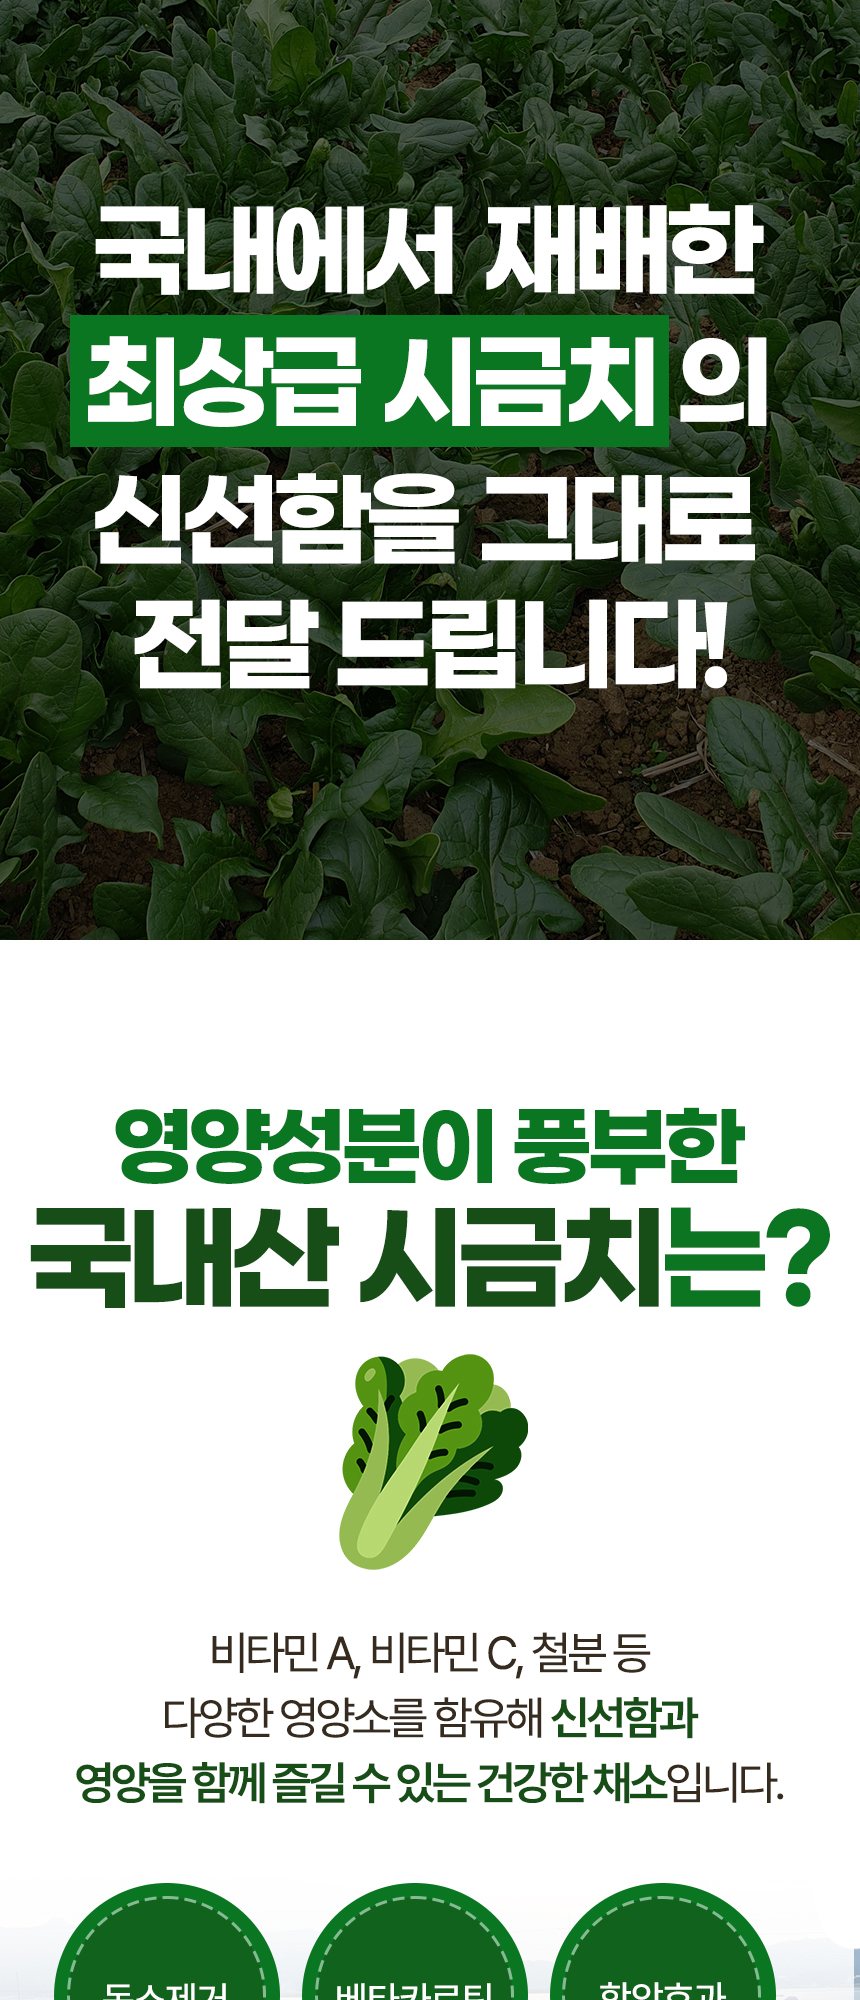 국내에서 재배한
최상급 시금치 의
신선함을 그대로
전달 드립니다!
영양성분이 풍부한
국내산 시금치는?
비타민 A, 비타민 C, 철분 등
다양한 영양소를 함유해 신선함과
영양을 함께 즐길 수 있는 건강한 채소입니다.